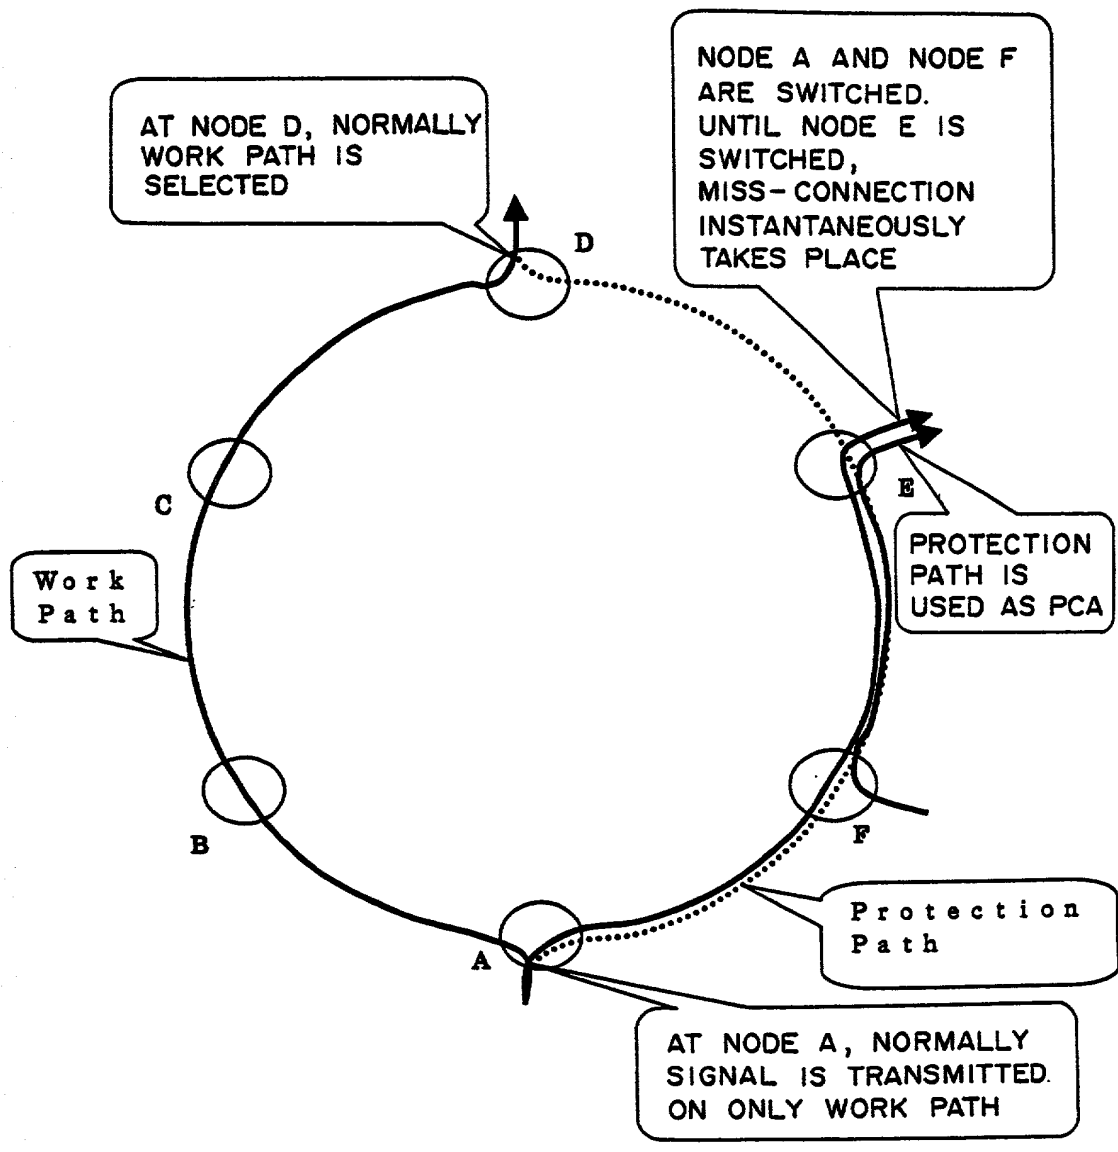 NODE A AND NODE F
ARE SWITCHED.
UNTIL NODE E IS
SWITCHED,
MISS-CONNECTION
INSTANTANEOUSLY
TAKES PLACE
AT NODE D, NORMALLY
WORK PATH IS
SELECTED
D
C
E
PROTECTION
PATH IS
USED AS PCA
Work
Path
B
F
A
Protection
Path
AT NODE A, NORMALLY
SIGNAL IS TRANSMITTED.
ON ONLY WORK PATH